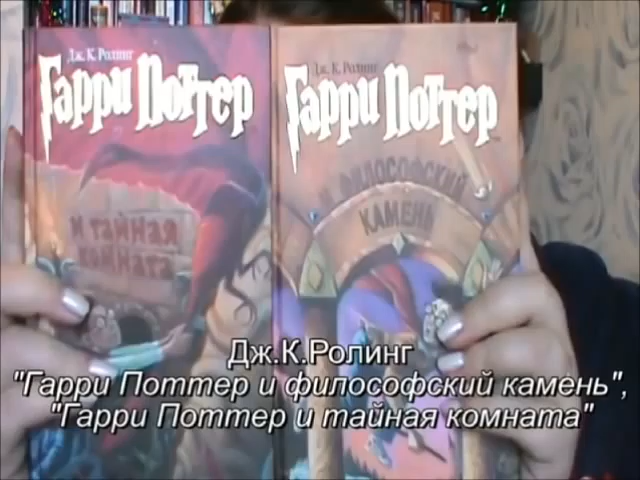 Дж. К. Ролинг
Гарри Поттер
и тайная
комната
Дж. К. Ролинг
Гарри Поттер
и философский
камень
Дж.К.Ролинг
"Гарри Поттер и философский камень",
"Гарри Поттер и тайная комната"